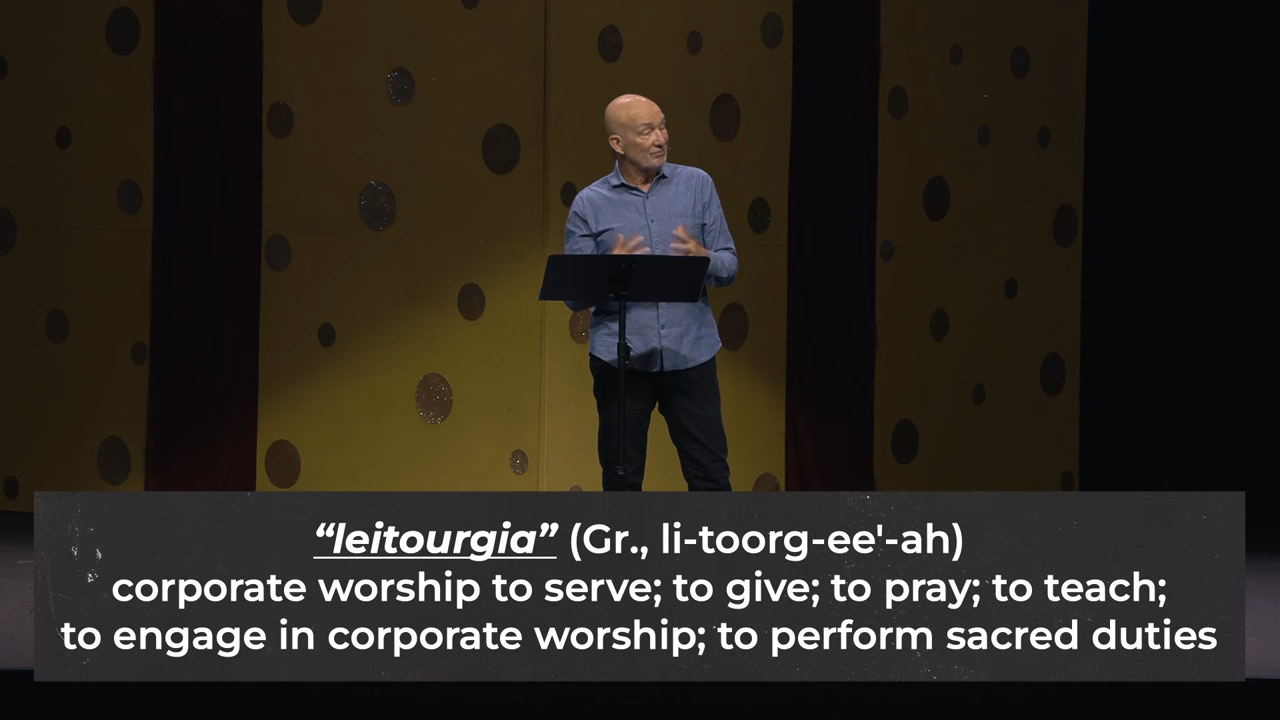 “leitourgia” (Gr., li-toorg-ee'-ah)
corporate worship to serve; to give; to pray; to teach;
to engage in corporate worship; to perform sacred duties